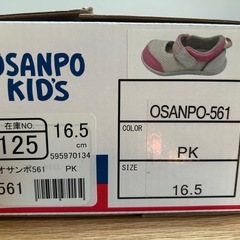 OSANPO
KID'S
在庫NO.
125
16.5
cm
595970134
オサンポ561
PK
561
OSANPO-561
COLOR
PK
SIZE
16.5